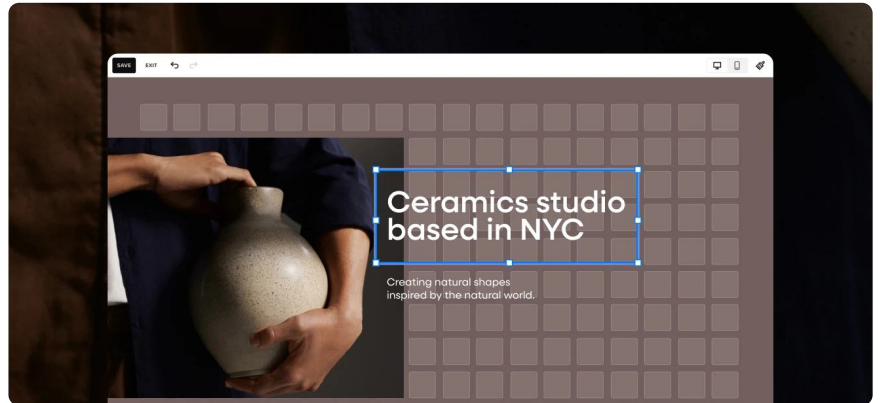 SAVE EXIT
Ceramics studio
based in NYC
Creating natural shapes
inspired by the natural world.